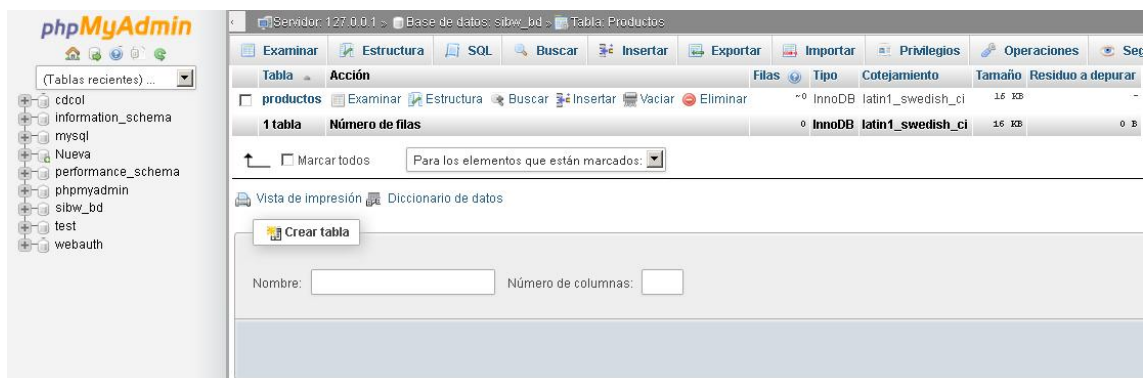 phpMyAdmin
(Tablas recientes) ...
cdcol
information_schema
mysql
Nueva
performance_schema
phpmyadmin
sibw_bd
test
webauth
Servidor: 127.0.0.1 » Base de datos: sibw_bd » Tabla: Productos
Examinar Estructura SQL Buscar Insertar Exportar Importar Privilegios Operaciones Seg
Tabla Acción Filas Tipo Cotejamiento Tamaño Residuo a depurar
productos Examinar Estructura Buscar Insertar Vaciar Eliminar ~0 InnoDB latin1_swedish_ci 16 KB -
1 tabla Número de filas 0 InnoDB latin1_swedish_ci 16 KB 0 B
Marcar todos Para los elementos que están marcados:
Vista de impresión Diccionario de datos
Crear tabla
Nombre: Número de columnas: